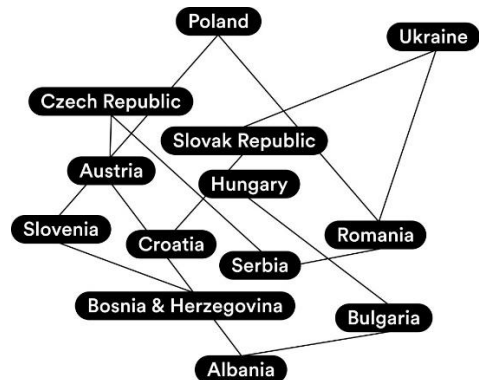 Poland
Ukraine
Czech Republic
Slovak Republic
Austria
Hungary
Slovenia
Croatia
Romania
Serbia
Bosnia & Herzegovina
Bulgaria
Albania